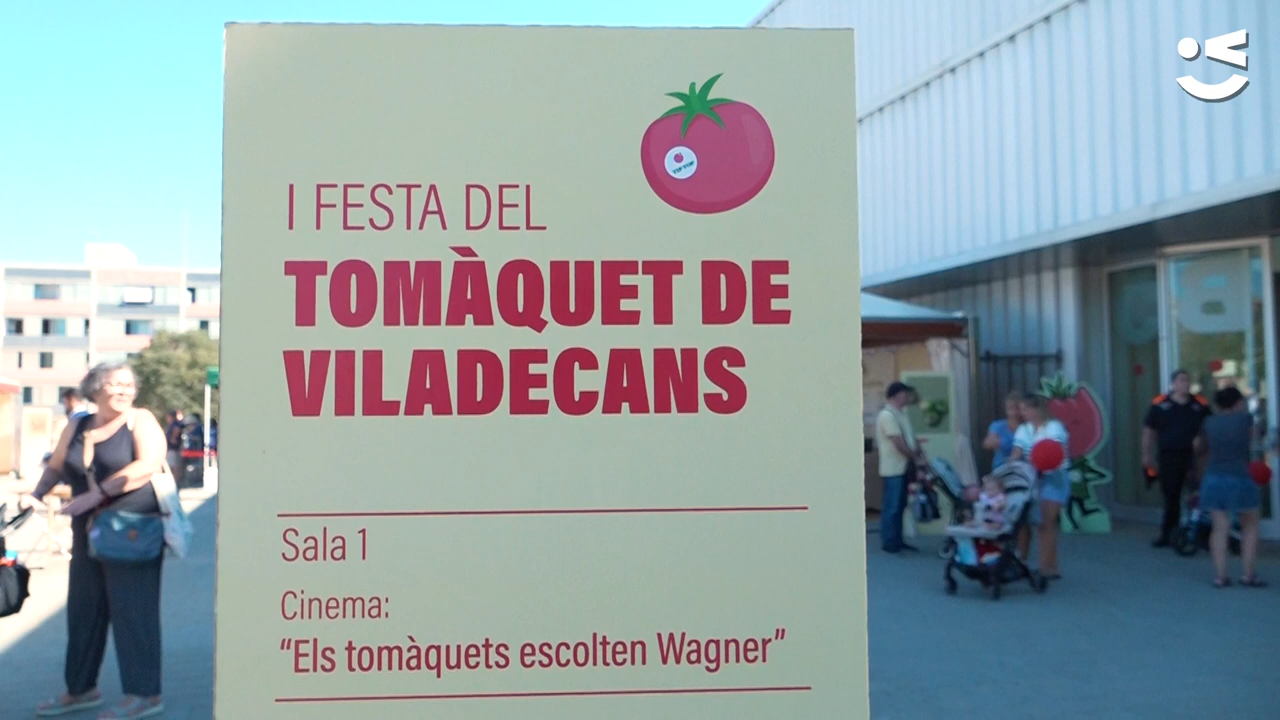 I FESTA DEL
TOMÀQUET DE
VILADECANS
Sala 1
Cinema:
“Els tomàquets escolten Wagner”